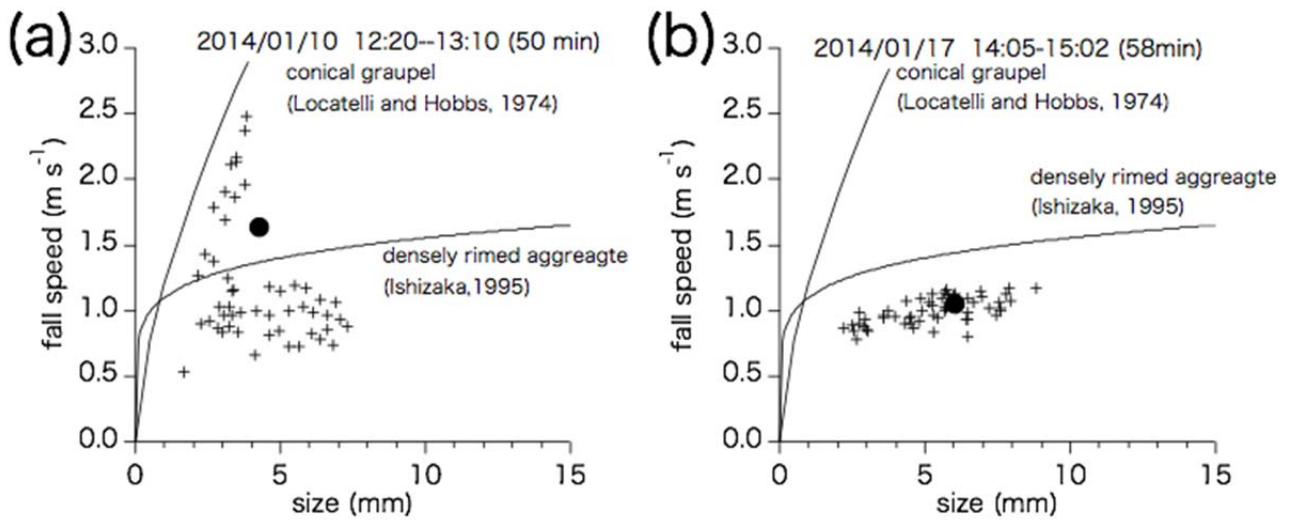 (a)
2014/01/10 12:20--13:10 (50 min)
conical graupel
(Locatelli and Hobbs, 1974)
densely rimed aggreagte
(Ishizaka,1995)
fall speed (m s⁻¹)
3.0
2.5
2.0
1.5
1.0
0.5
0.0
0 5 10 15
size (mm)
(b)
2014/01/17 14:05-15:02 (58min)
conical graupel
(Locatelli and Hobbs, 1974)
densely rimed aggreagte
(Ishizaka, 1995)
fall speed (m s⁻¹)
3.0
2.5
2.0
1.5
1.0
0.5
0.0
0 5 10 15
size (mm)